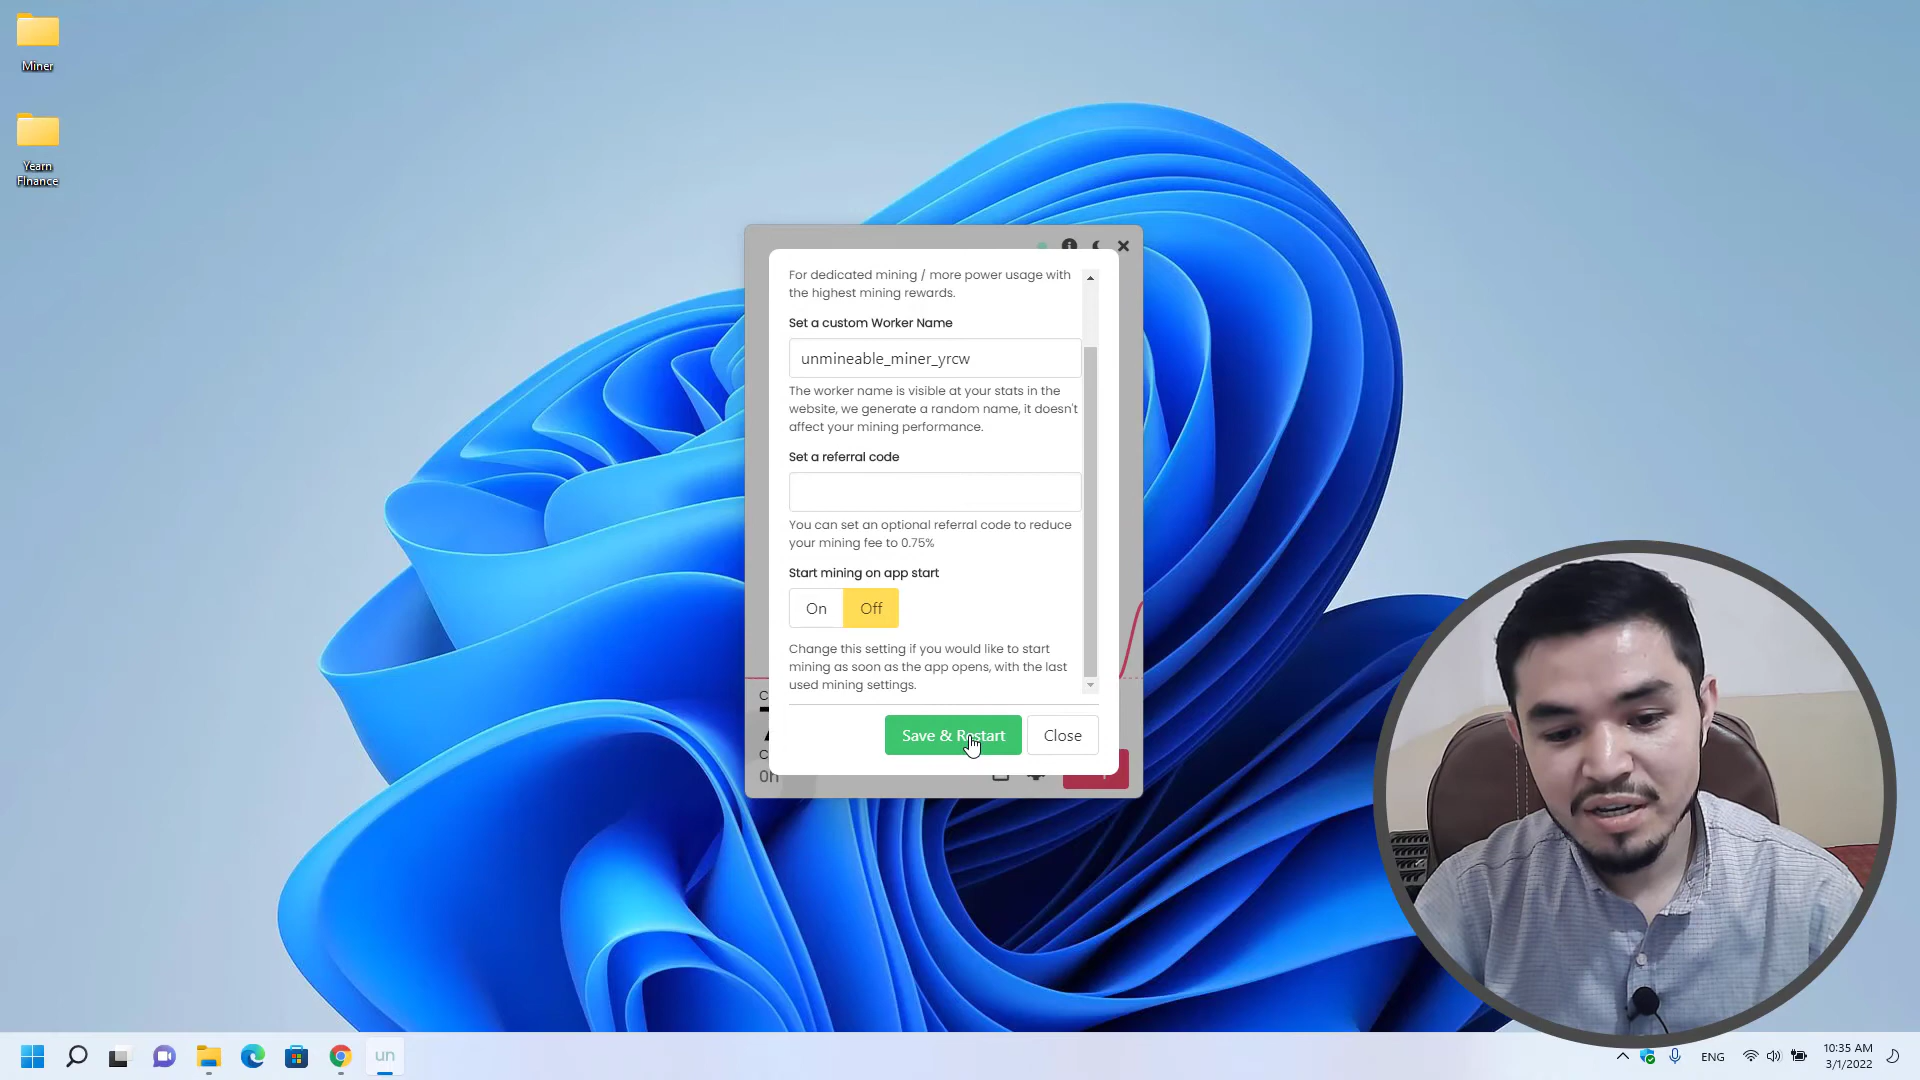 Miner
Yearn
Finance
For dedicated mining / more power usage with
the highest mining rewards.
Set a custom Worker Name
unmineable_miner_yrcw
The worker name is visible at your stats in the
website, we generate a random name, it doesn't
affect your mining performance.
Set a referral code
You can set an optional referral code to reduce
your mining fee to 0.75%
Start mining on app start
On Off
Change this setting if you would like to start
mining as soon as the app opens, with the last
used mining settings.
Save & Restart Close
0h
un
ENG
10:35 AM
3/1/2022